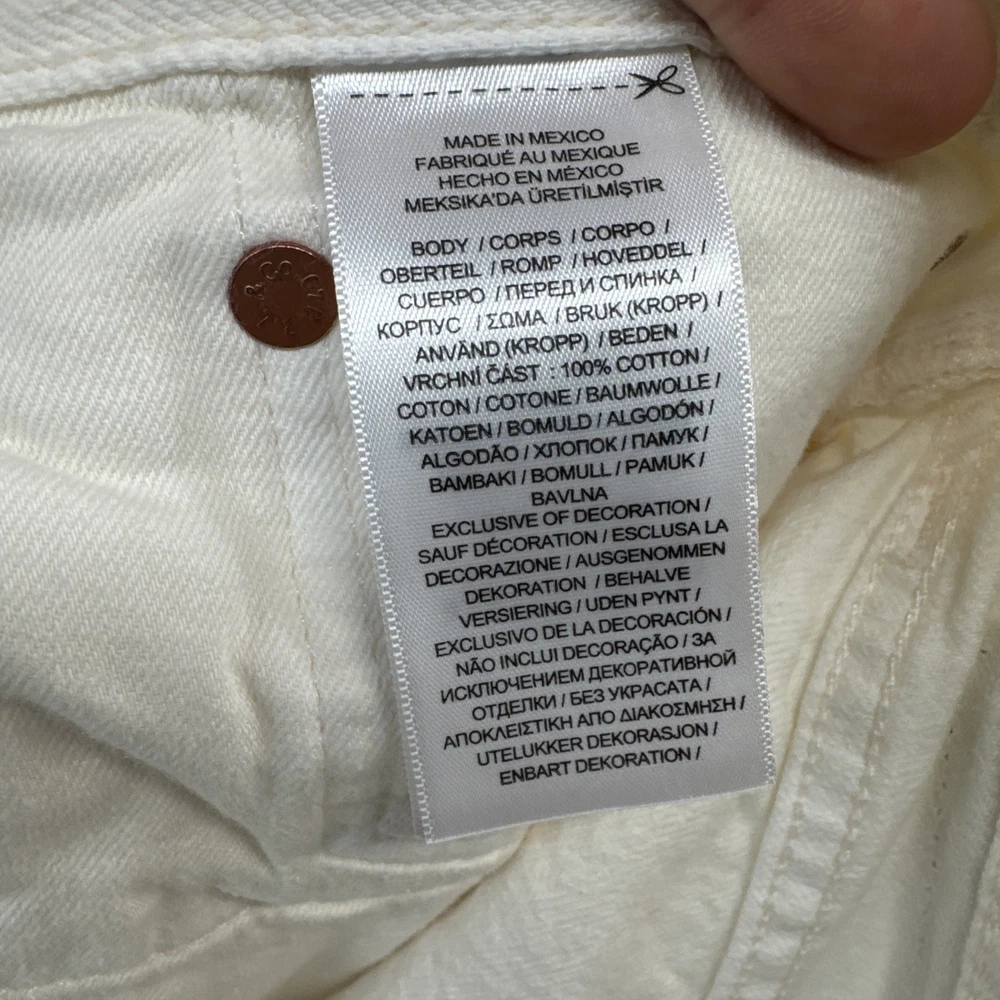 MADE IN MEXICO
FABRIQUÉ AU MEXIQUE
HECHO EN MÉXICO
MEKSIKA'DA ÜRETİLMİŞTİR
BODY / CORPS / CORPO /
OBERTEIL / ROMP / HOVEDDEL /
CUERPO / ПЕРЕД И СПИНКА /
КОРПУС / ΣΩΜΑ / BRUK (KROPP) /
ANVÄND (KROPP) / BEDEN /
VRCHNÍ ČÁST : 100% COTTON /
COTON / COTONE / BAUMWOLLE /
KATOEN / BOMULD / ALGODÓN /
ALGODÃO / ХЛОПОК / ПАМУК /
BAMBAKI / BOMULL / PAMUK /
BAVLNA
EXCLUSIVE OF DECORATION /
SAUF DÉCORATION / ESCLUSA LA
DECORAZIONE / AUSGENOMMEN
DEKORATION / BEHALVE
VERSIERING / UDEN PYNT /
EXCLUSIVO DE LA DECORACIÓN /
NÃO INCLUI DECORAÇÃO / ЗА
ИСКЛЮЧЕНИЕМ ДЕКОРАТИВНОЙ
ОТДЕЛКИ / БЕЗ УКРАСАТА /
ΑΠΟΚΛΕΙΣΤΙΚΗ ΑΠΟ ΔΙΑΚΟΣΜΗΣΗ /
UTELUKKER DEKORASJON /
ENBART DEKORATION /